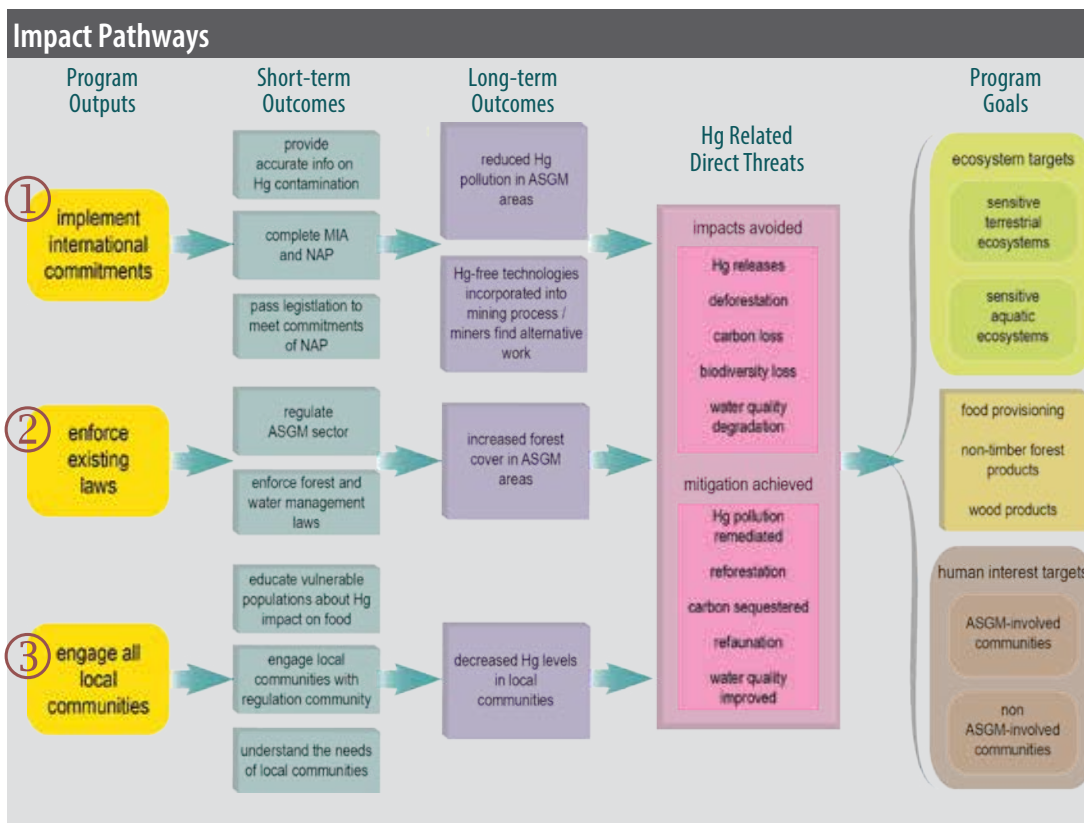 Impact Pathways
Program
Outputs
Short-term
Outcomes
Long-term
Outcomes
Hg Related
Direct Threats
Program
Goals
1
implement
international
commitments
provide
accurate info on
Hg contamination
complete MIA
and NAP
pass legistlation to
meet commitments
of NAP
reduced Hg
pollution in ASGM
areas
Hg-free technologies
incorporated into
mining process /
miners find alternative
work
2
enforce
existing
laws
regulate
ASGM sector
enforce forest and
water management
laws
increased forest
cover in ASGM
areas
3
engage all
local
communities
educate vulnerable
populations about Hg
impact on food
engage local
communities with
regulation community
understand the needs
of local communities
decreased Hg levels
in local
communities
impacts avoided
Hg releases
deforestation
carbon loss
biodiversity loss
water quality
degradation
mitigation achieved
Hg pollution
remediated
reforestation
carbon sequestered
refaunation
water quality
improved
ecosystem targets
sensitive
terrestrial
ecosystems
sensitive
aquatic
ecosystems
food provisioning
non-timber forest
products
wood products
human interest targets
ASGM-involved
communities
non
ASGM-involved
communities